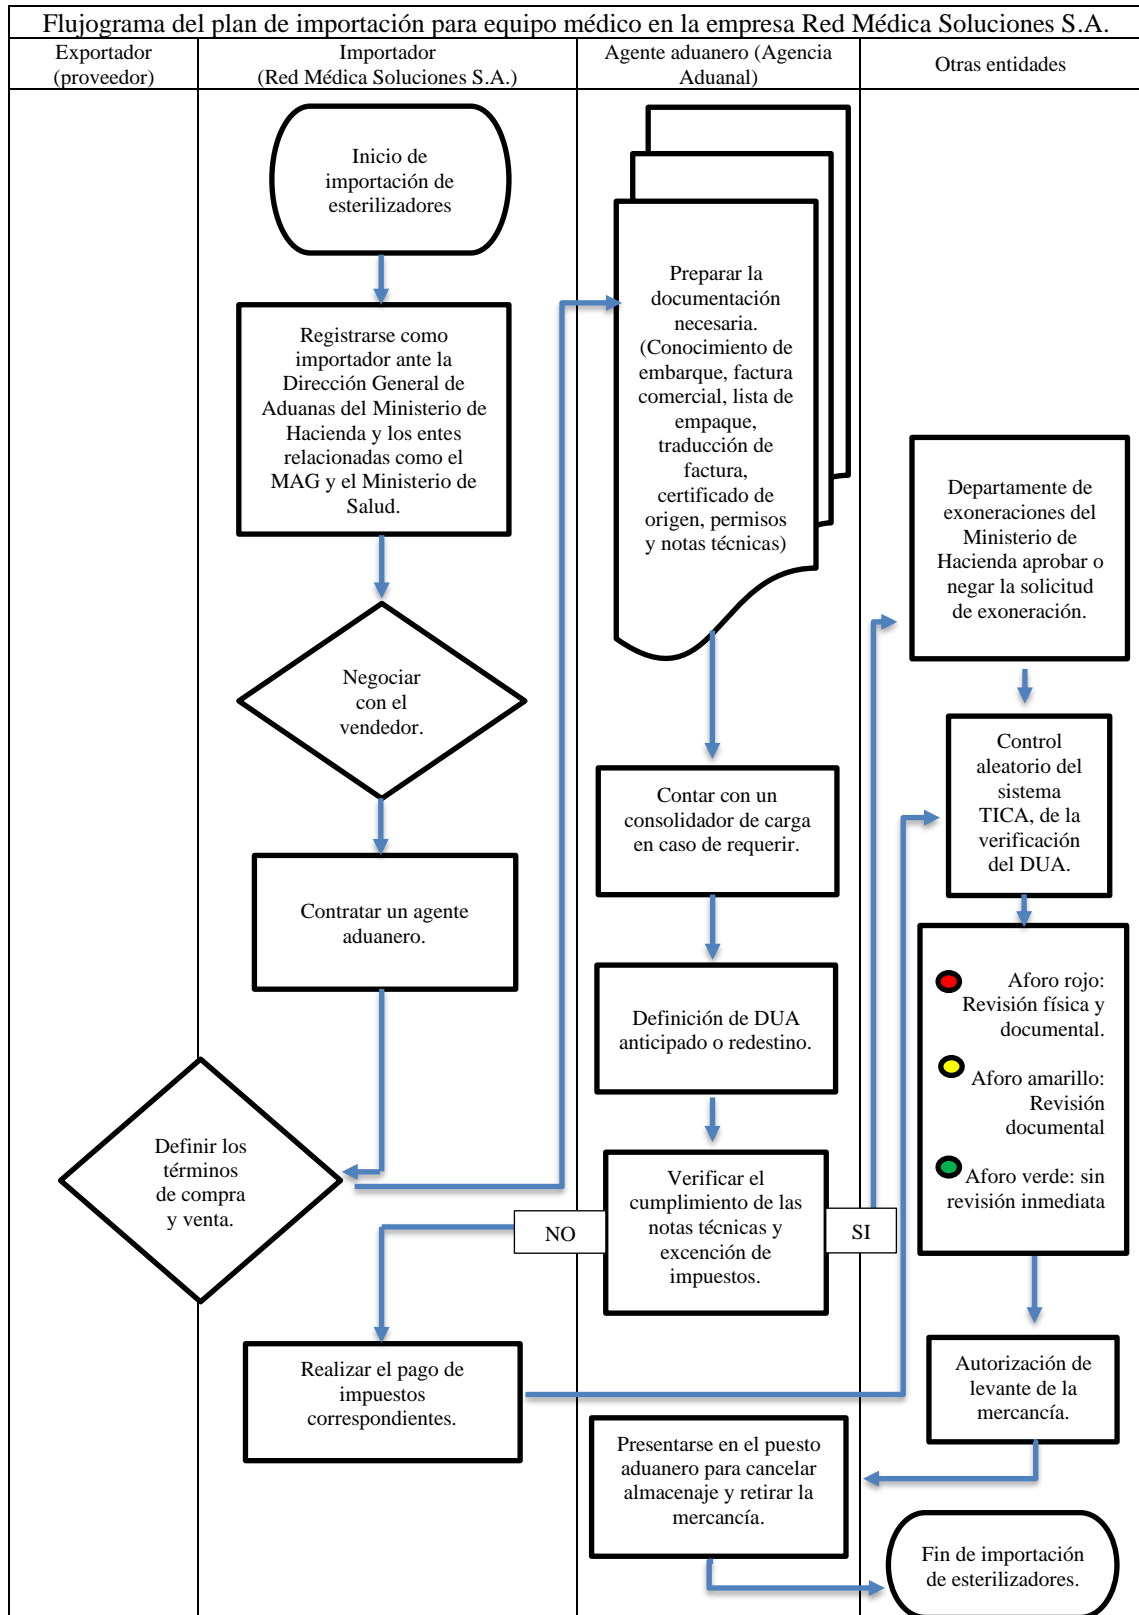 Flujograma del plan de importación para equipo médico en la empresa Red Médica Soluciones S.A.
Exportador
(proveedor)
Importador
(Red Médica Soluciones S.A.)
Agente aduanero (Agencia
Aduanal)
Otras entidades
Inicio de
importación de
esterilizadores
Registrarse como
importador ante la
Dirección General de
Aduanas del Ministerio de
Hacienda y los entes
relacionadas como el
MAG y el Ministerio de
Salud.
Negociar
con el
vendedor.
Contratar un agente
aduanero.
Definir los
términos
de compra
y venta.
Preparar la
documentación
necesaria.
(Conocimiento de
embarque, factura
comercial, lista de
empaque,
traducción de
factura,
certificado de
origen, permisos
y notas técnicas)
Contar con un
consolidador de carga
en caso de requerir.
Definición de DUA
anticipado o redestino.
Verificar el
cumplimiento de las
notas técnicas y
excención de
impuestos.
NO
SI
Realizar el pago de
impuestos
correspondientes.
Departamente de
exoneraciones del
Ministerio de
Hacienda aprobar o
negar la solicitud
de exoneración.
Control
aleatorio del
sistema
TICA, de la
verificación
del DUA.
Aforo rojo:
Revisión física y
documental.
Aforo amarillo:
Revisión
documental
Aforo verde: sin
revisión inmediata
Autorización de
levante de la
mercancía.
Presentarse en el puesto
aduanero para cancelar
almacenaje y retirar la
mercancía.
Fin de importación
de esterilizadores.